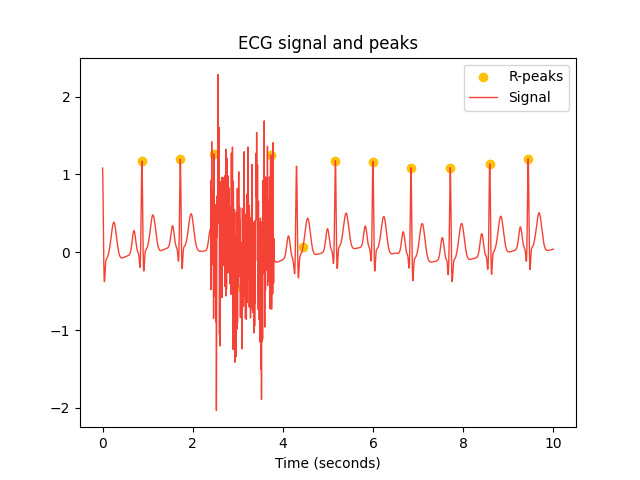 ECG signal and peaks
R-peaks
Signal
2
1
0
−1
−2
0 2 4 6 8 10
Time (seconds)